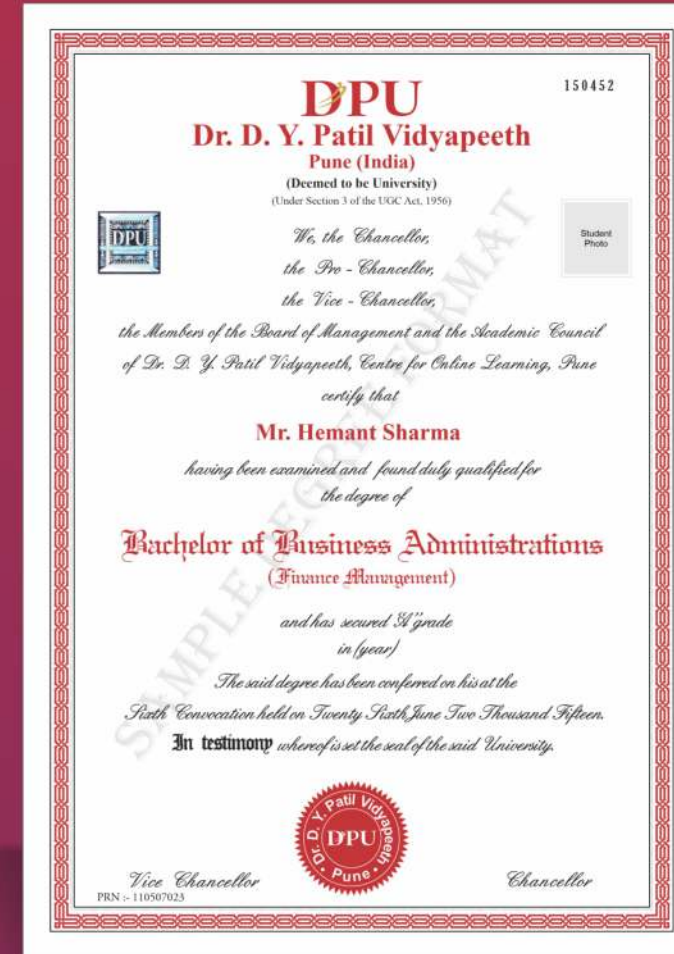 DPU
150452
Dr. D. Y. Patil Vidyapeeth
Pune (India)
(Deemed to be University)
(Under Section 3 of the UGC Act, 1956)
DPU
Student
Photo
We, the Chancellor,
the Pro - Chancellor,
the Vice - Chancellor,
the Members of the Board of Management and the Academic Council
of Dr. D. Y. Patil Vidyapeeth, Centre for Online Learning, Pune
certify that
Mr. Hemant Sharma
having been examined and found duly qualified for
the degree of
Bachelor of Business Administrations
(Finance Management)
and has secured "A" grade
in (year)
The said degree has been conferred on his at the
Sixth Convocation held on Twenty Sixth June Two Thousand Fifteen.
In testimony whereof is set the seal of the said University.
SAMPLE DEGREE FORMAT
Dr. D. Y. Patil Vidyapeeth
DPU
Pune
Vice Chancellor
Chancellor
PRN :- 110507023